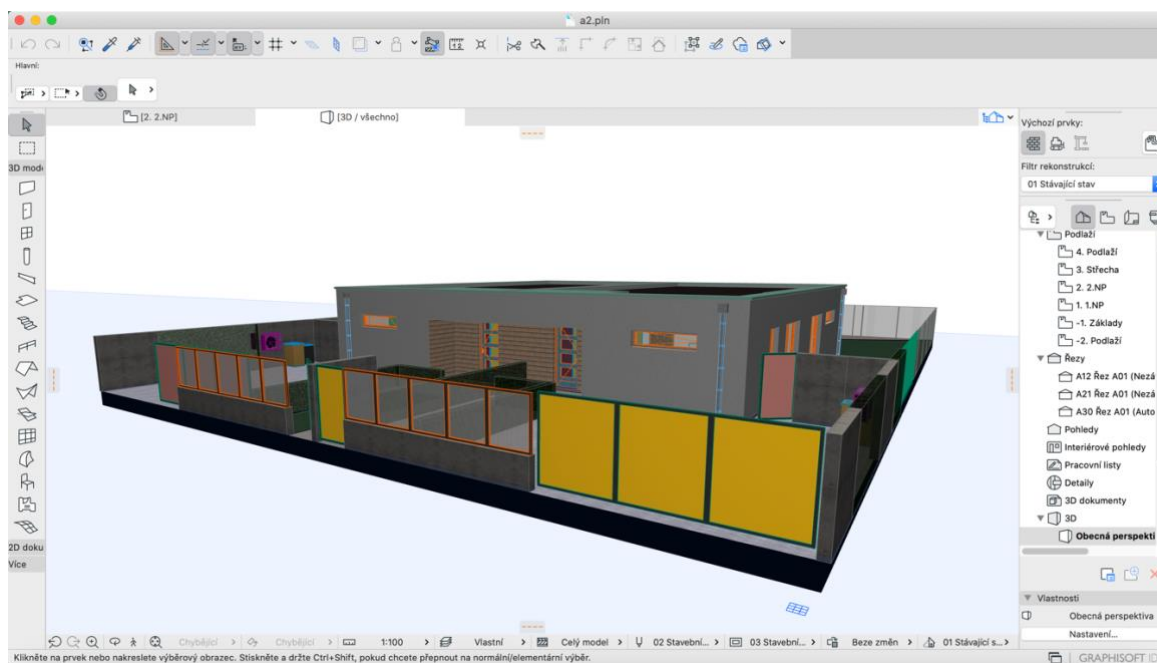 a2.pln
Hlavní:
[2. 2.NP]
[3D / všechno]
3D mode
2D doku
Více
Výchozí prvky:
Filtr rekonstrukcí:
01 Stávající stav
Podlaží
4. Podlaží
3. Střecha
2. 2.NP
1. 1.NP
-1. Základy
-2. Podlaží
Řezy
A12 Řez A01 (Nezá
A21 Řez A01 (Nezá
A30 Řez A01 (Auto
Pohledy
Interiérové pohledy
Pracovní listy
Detaily
3D dokumenty
3D
Obecná perspekti
Vlastnosti
Obecná perspektiva
Nastavení...
Chybějící
Chybějící
1:100
Vlastní
Celý model
02 Stavební...
03 Stavební...
Beze změn
01 Stávající s...
Klikněte na prvek nebo nakreslete výběrový obrazec. Stiskněte a držte Ctrl+Shift, pokud chcete přepnout na normální/elementární výběr.
GRAPHISOFT ID